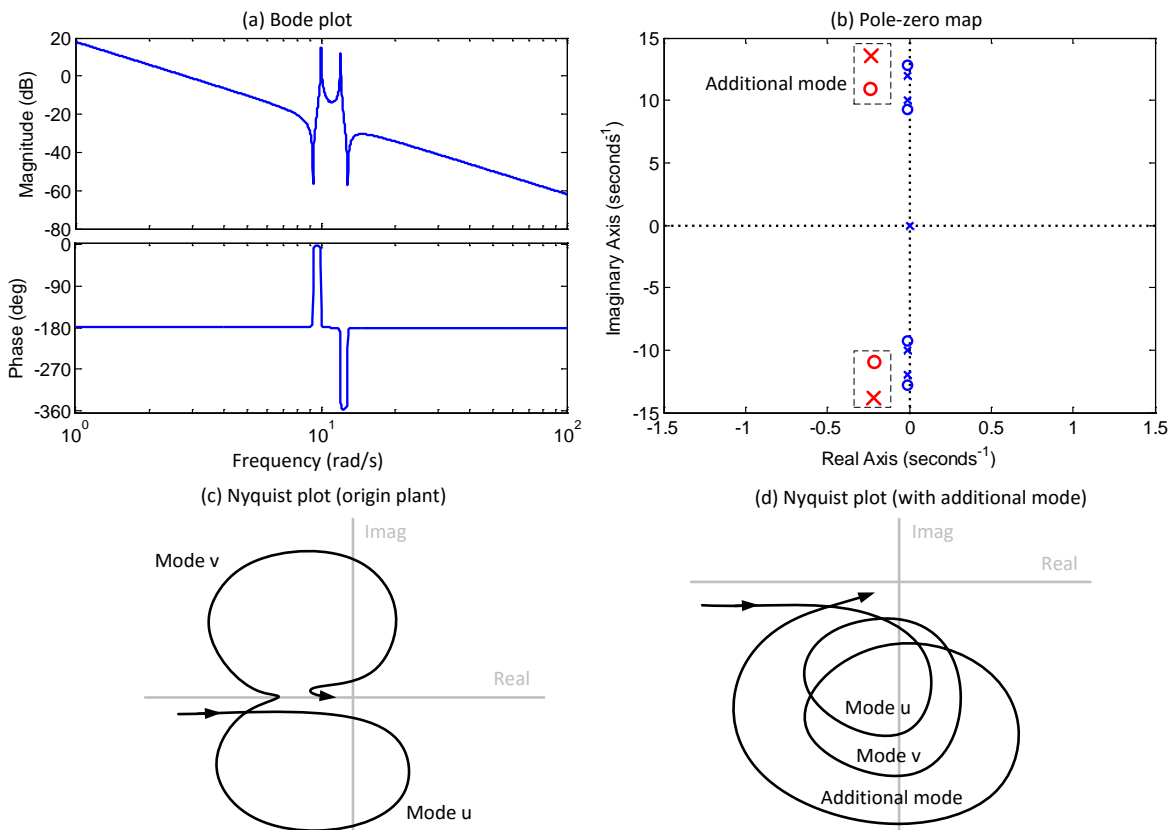 (a) Bode plot
20
0
-20
-40
-60
-80
Magnitude (dB)
0
-90
-180
-270
-360
Phase (deg)
10^0
10^1
10^2
Frequency (rad/s)
(b) Pole-zero map
15
10
5
0
-5
-10
-15
Imaginary Axis (seconds^-1)
Additional mode
-1.5
-1
-0.5
0
0.5
1
1.5
Real Axis (seconds^-1)
(c) Nyquist plot (origin plant)
Imag
Mode v
Real
Mode u
(d) Nyquist plot (with additional mode)
Imag
Real
Mode u
Mode v
Additional mode